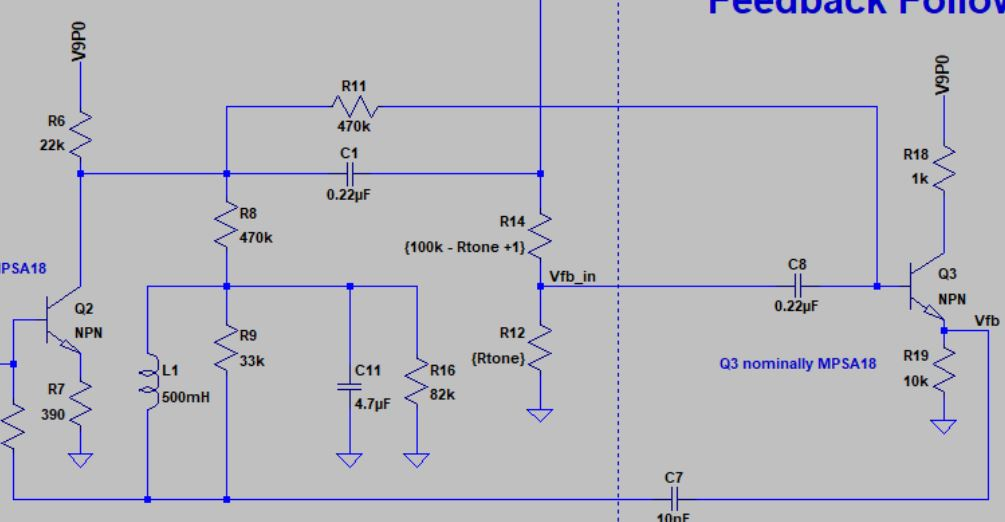 Feedback Follow
V9P0
R6
22k
R11
470k
C1
0.22µF
V9P0
R18
1k
R8
470k
R14
{100k - Rtone +1}
MPSA18
Q2
NPN
Vfb_in
C8
0.22µF
Q3
NPN
Vfb
R9
33k
R12
{Rtone}
L1
500mH
C11
4.7µF
R16
82k
R7
390
Q3 nominally MPSA18
R19
10k
C7
10nF